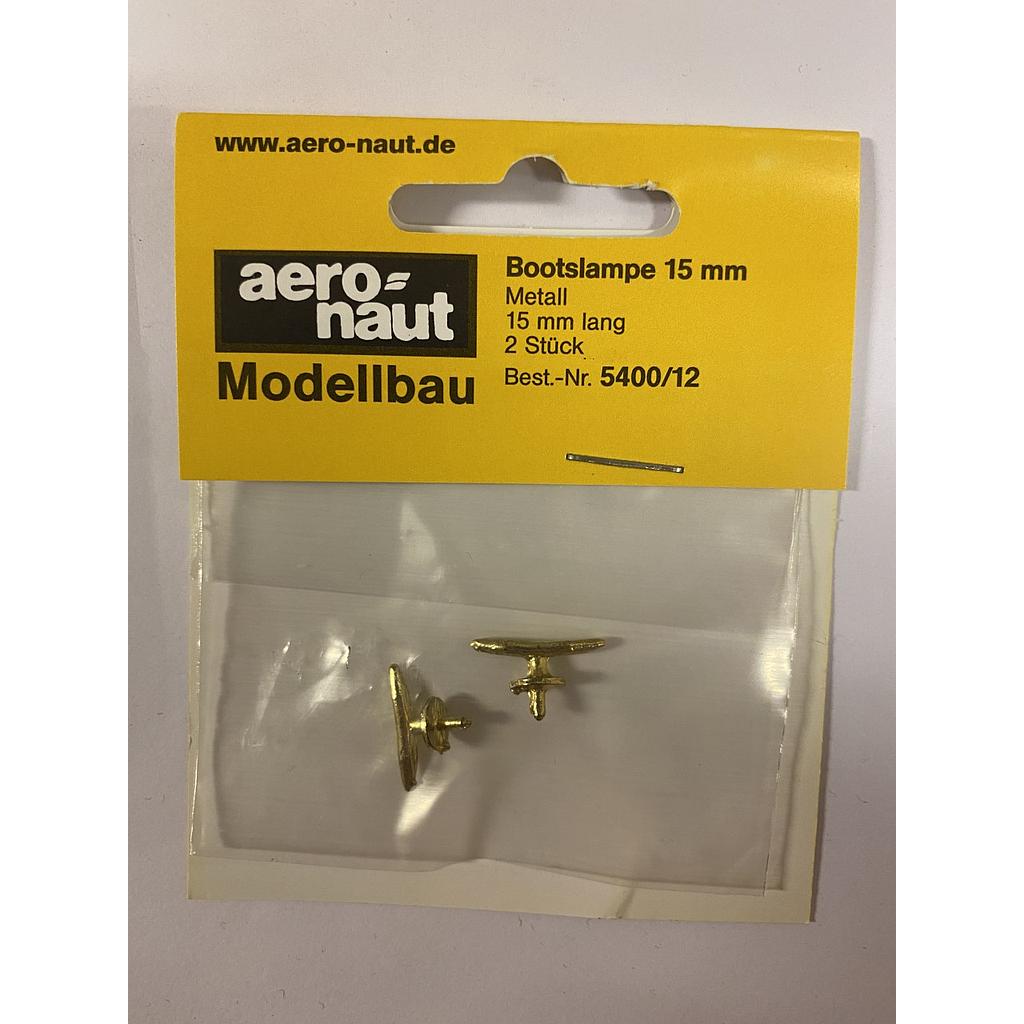 www.aero-naut.de
aero=
naut
Modellbau
Bootslampe 15 mm
Metall
15 mm lang
2 Stück
Best.-Nr. 5400/12